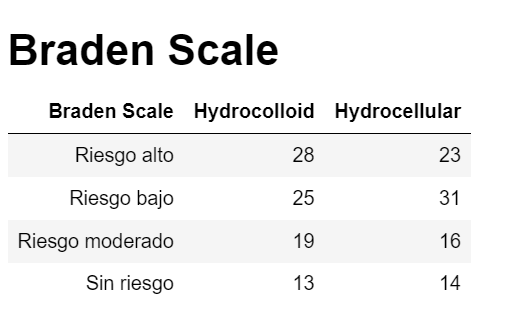 Braden Scale
Braden Scale Hydrocolloid Hydrocellular
Riesgo alto 28 23
Riesgo bajo 25 31
Riesgo moderado 19 16
Sin riesgo 13 14